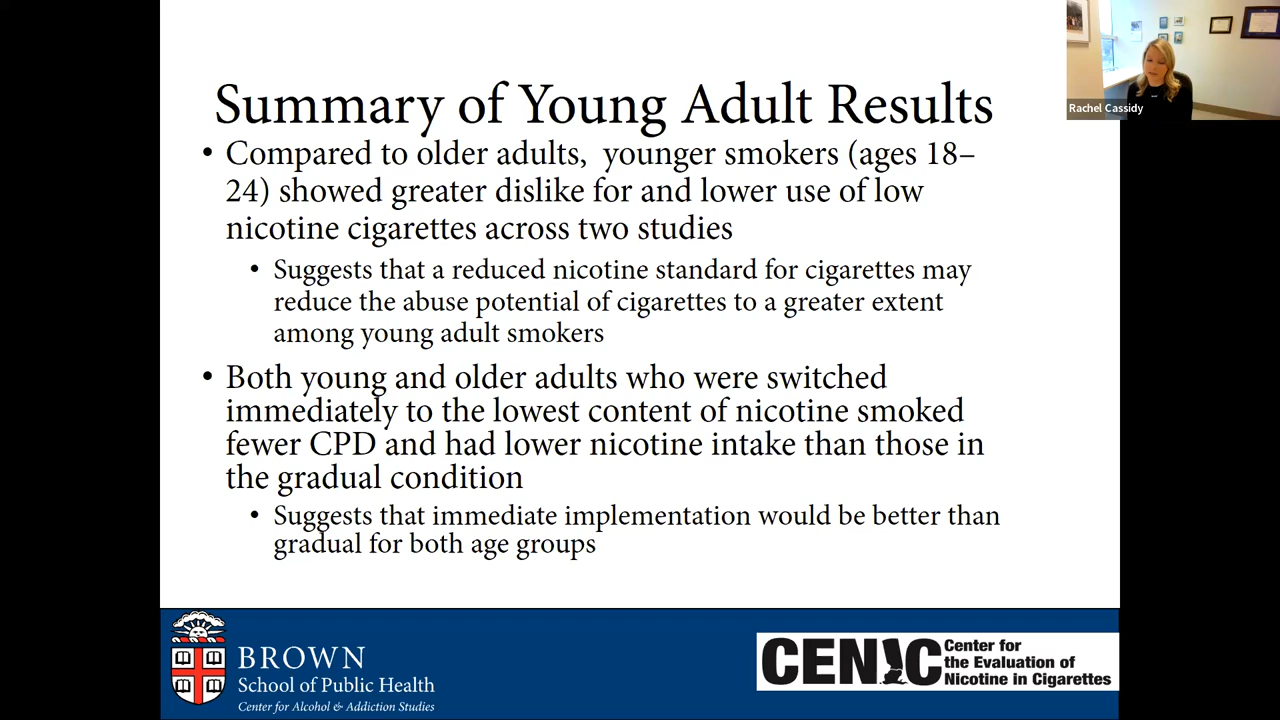 Summary of Young Adult Results
• Compared to older adults,  younger smokers (ages 18–
24) showed greater dislike for and lower use of low
nicotine cigarettes across two studies
• Suggests that a reduced nicotine standard for cigarettes may
reduce the abuse potential of cigarettes to a greater extent
among young adult smokers
• Both young and older adults who were switched
immediately to the lowest content of nicotine smoked
fewer CPD and had lower nicotine intake than those in
the gradual condition
• Suggests that immediate implementation would be better than
gradual for both age groups
Rachel Cassidy
BROWN
School of Public Health
Center for Alcohol & Addiction Studies
CENIC
Center for
the Evaluation of
Nicotine in Cigarettes